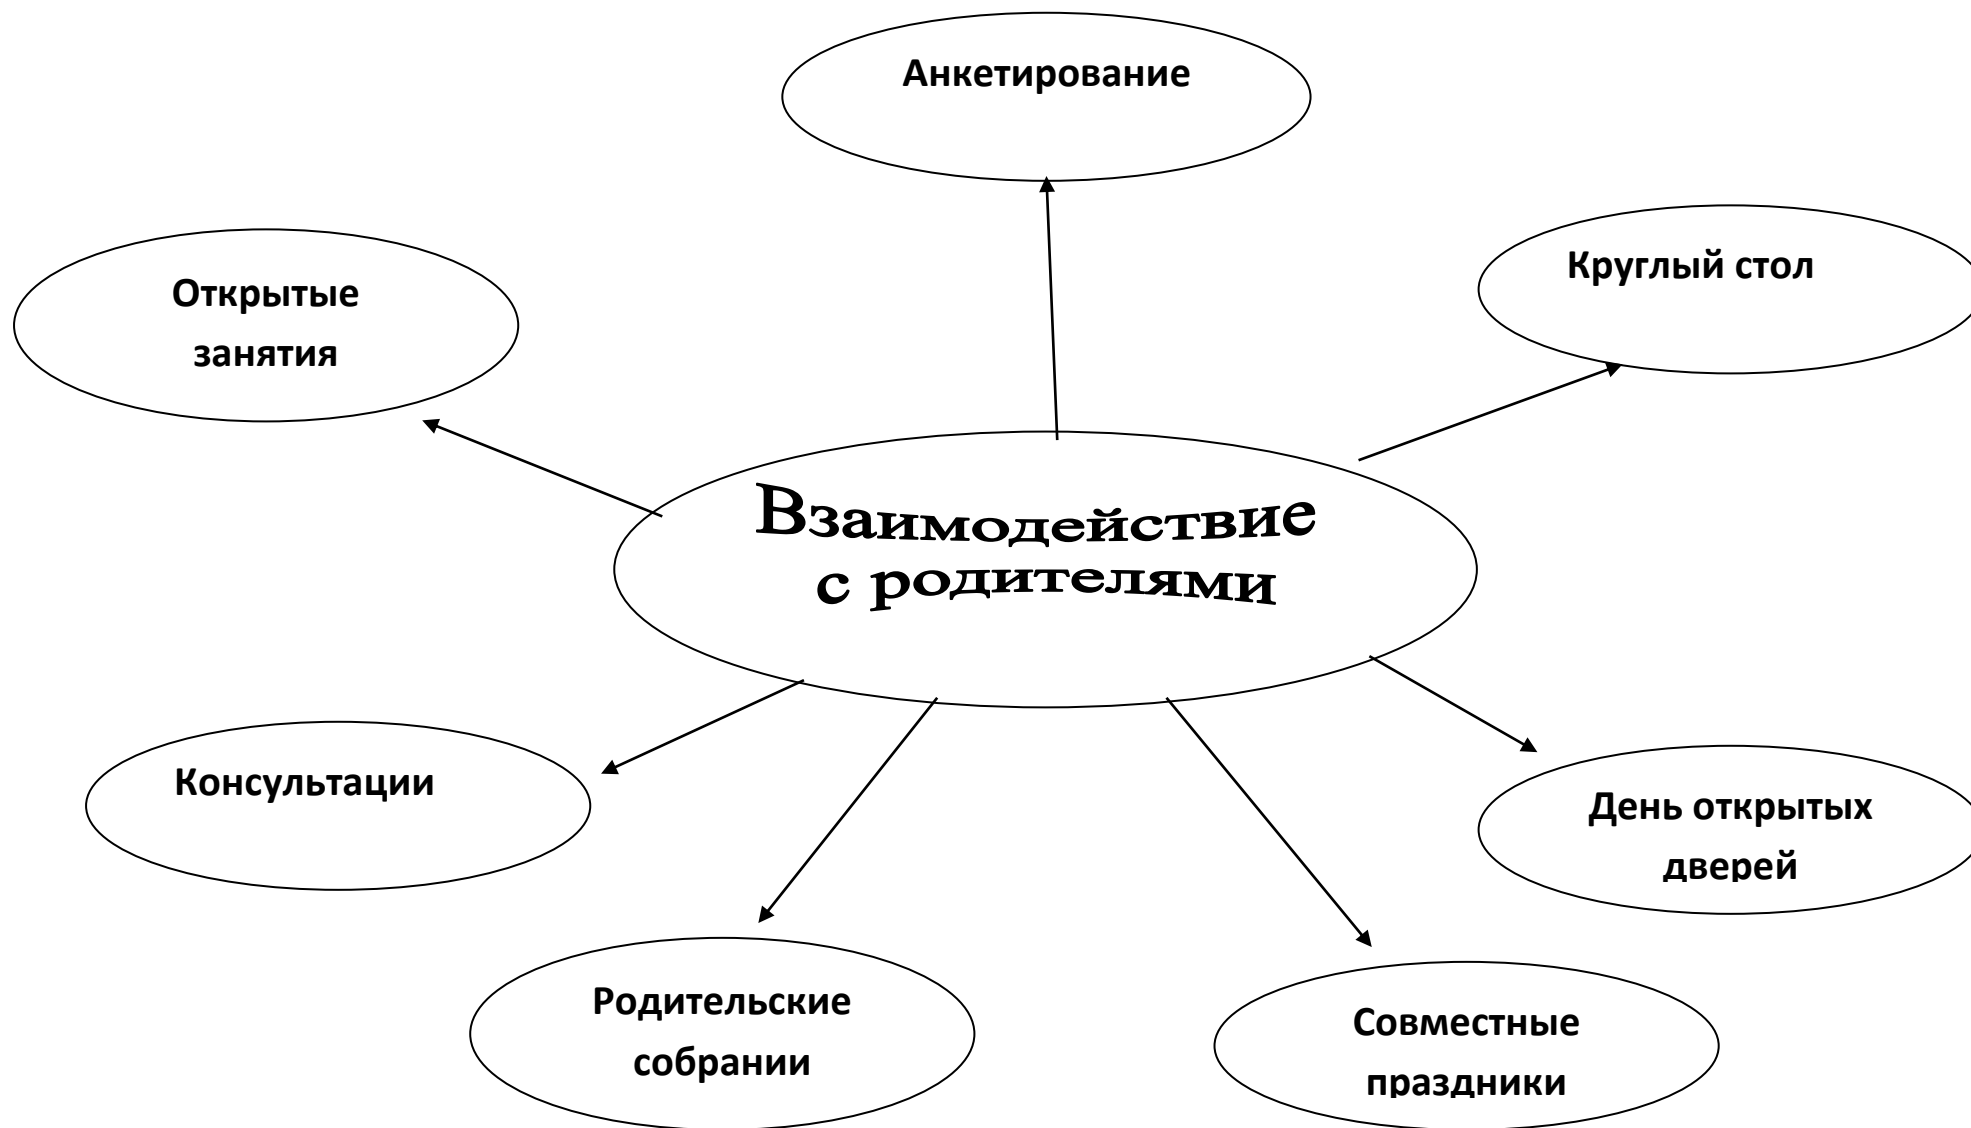 Анкетирование
Круглый стол
Открытые
занятия
Взаимодействие
с родителями
Консультации
День открытых
дверей
Родительские
собрании
Совместные
праздники